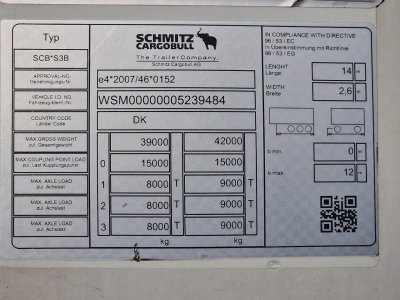 Typ
SCHMITZ
CARGOBULL
The Trailer Company.
Schmitz Cargobull AG
SCB*S3B
APPROVAL-NO.
Genehmigungs-Nr.
e4*2007/46*0152
VEHICLE I.D. NO.
Fahrzeug-Ident.-Nr.
WSM00000005239484
COUNTRY CODE
Länder Code
DK
MAX.GROSS WEIGHT
zul. Gesamtgewicht
39000
42000
MAX.COUPLING POINT LOAD
zul. Last Kupplungspunkt
0
15000
15000
MAX. AXLE LOAD
zul. Achslast
1
8000
T
9000
T
MAX. AXLE LOAD
zul. Achslast
2
8000
T
9000
T
MAX. AXLE LOAD
zul. Achslast
3
8000
9000
kg
kg
IN COMPLIANCE WITH DIRECTIVE
96 / 53 / EC
in Übereinstimmung mit Richtlinie
96 / 53 / EG
LENGHT
Länge
14
m
WIDTH
Breite
2,6
m
b min
0
m
b max.
12
m